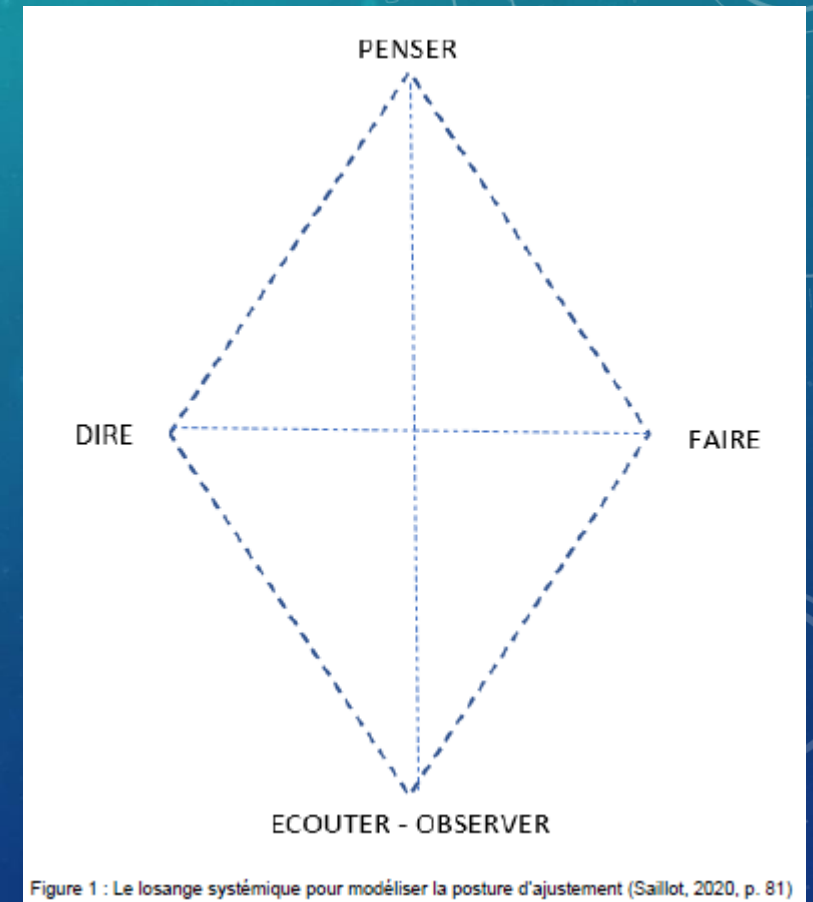 PENSER
DIRE
FAIRE
ECOUTER - OBSERVER
Figure 1 : Le losange systémique pour modéliser la posture d'ajustement (Saillot, 2020, p. 81)